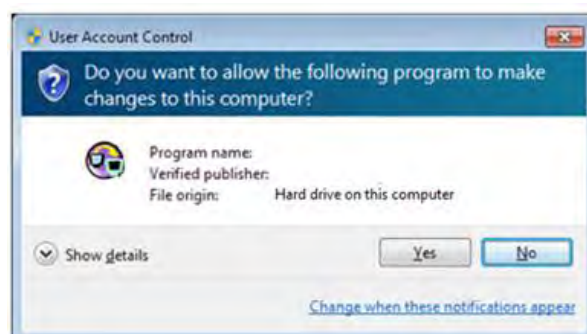 User Account Control
Do you want to allow the following program to make
changes to this computer?
Program name:
Verified publisher:
File origin: Hard drive on this computer
Show details
Yes
No
Change when these notifications appear